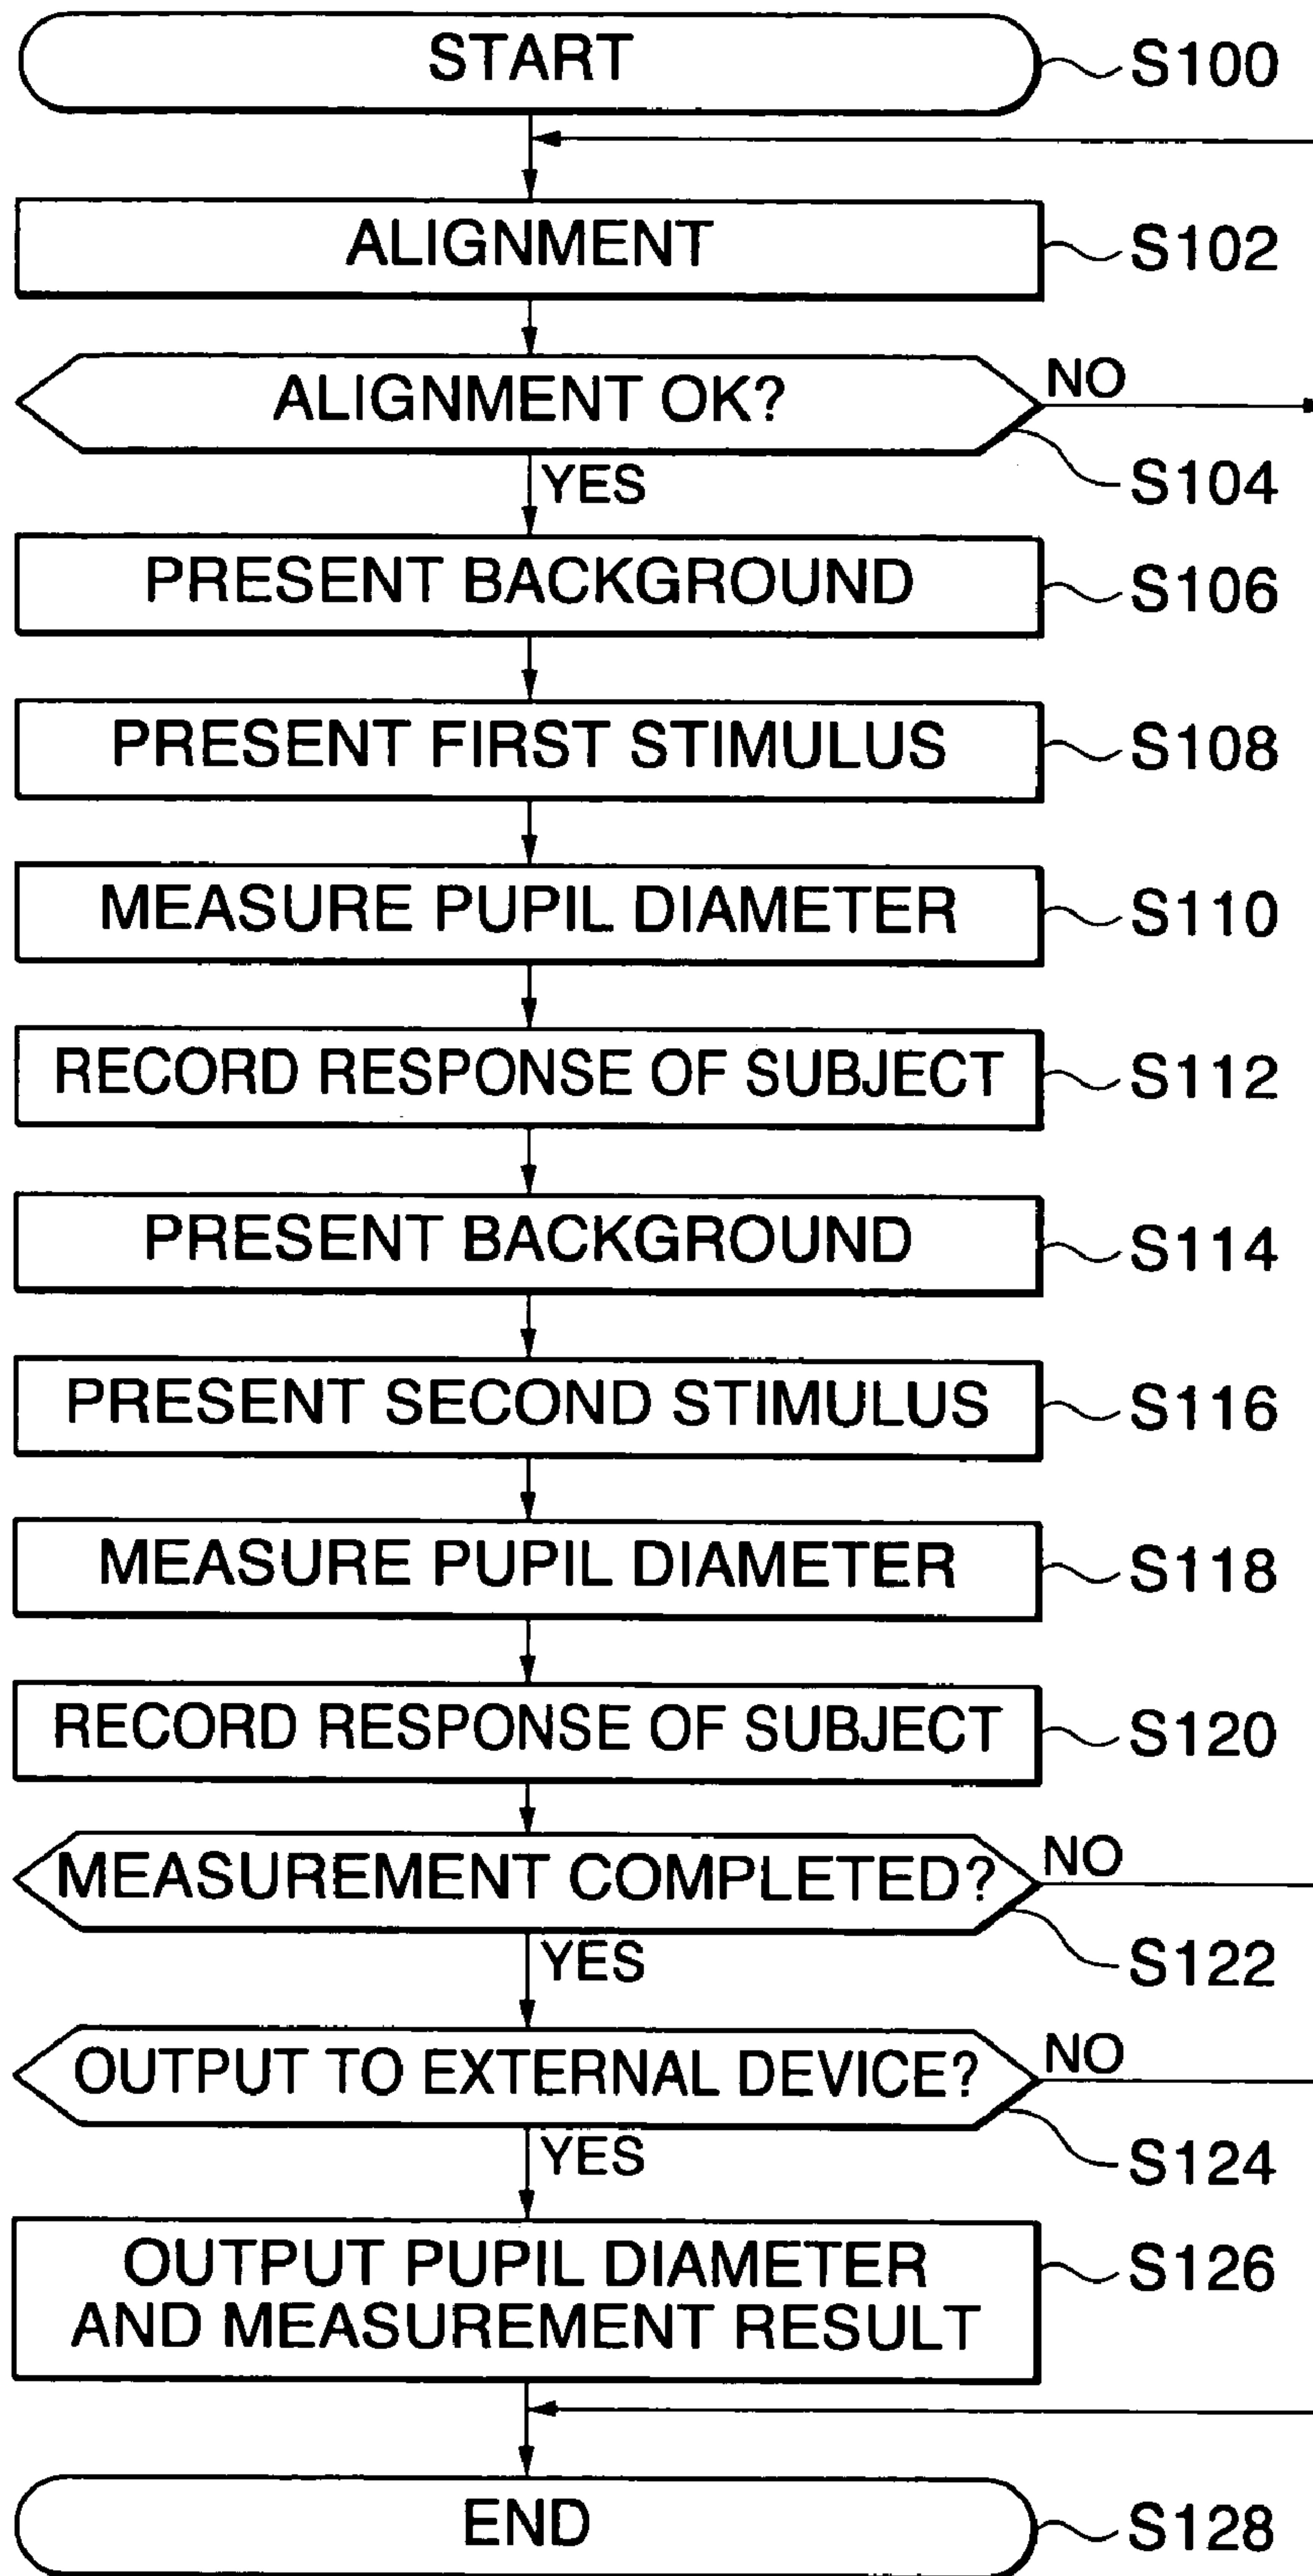 START
S100
ALIGNMENT
S102
ALIGNMENT OK?
NO
S104
YES
PRESENT BACKGROUND
S106
PRESENT FIRST STIMULUS
S108
MEASURE PUPIL DIAMETER
S110
RECORD RESPONSE OF SUBJECT
S112
PRESENT BACKGROUND
S114
PRESENT SECOND STIMULUS
S116
MEASURE PUPIL DIAMETER
S118
RECORD RESPONSE OF SUBJECT
S120
MEASUREMENT COMPLETED?
NO
S122
YES
OUTPUT TO EXTERNAL DEVICE?
NO
S124
YES
OUTPUT PUPIL DIAMETER
AND MEASUREMENT RESULT
S126
END
S128